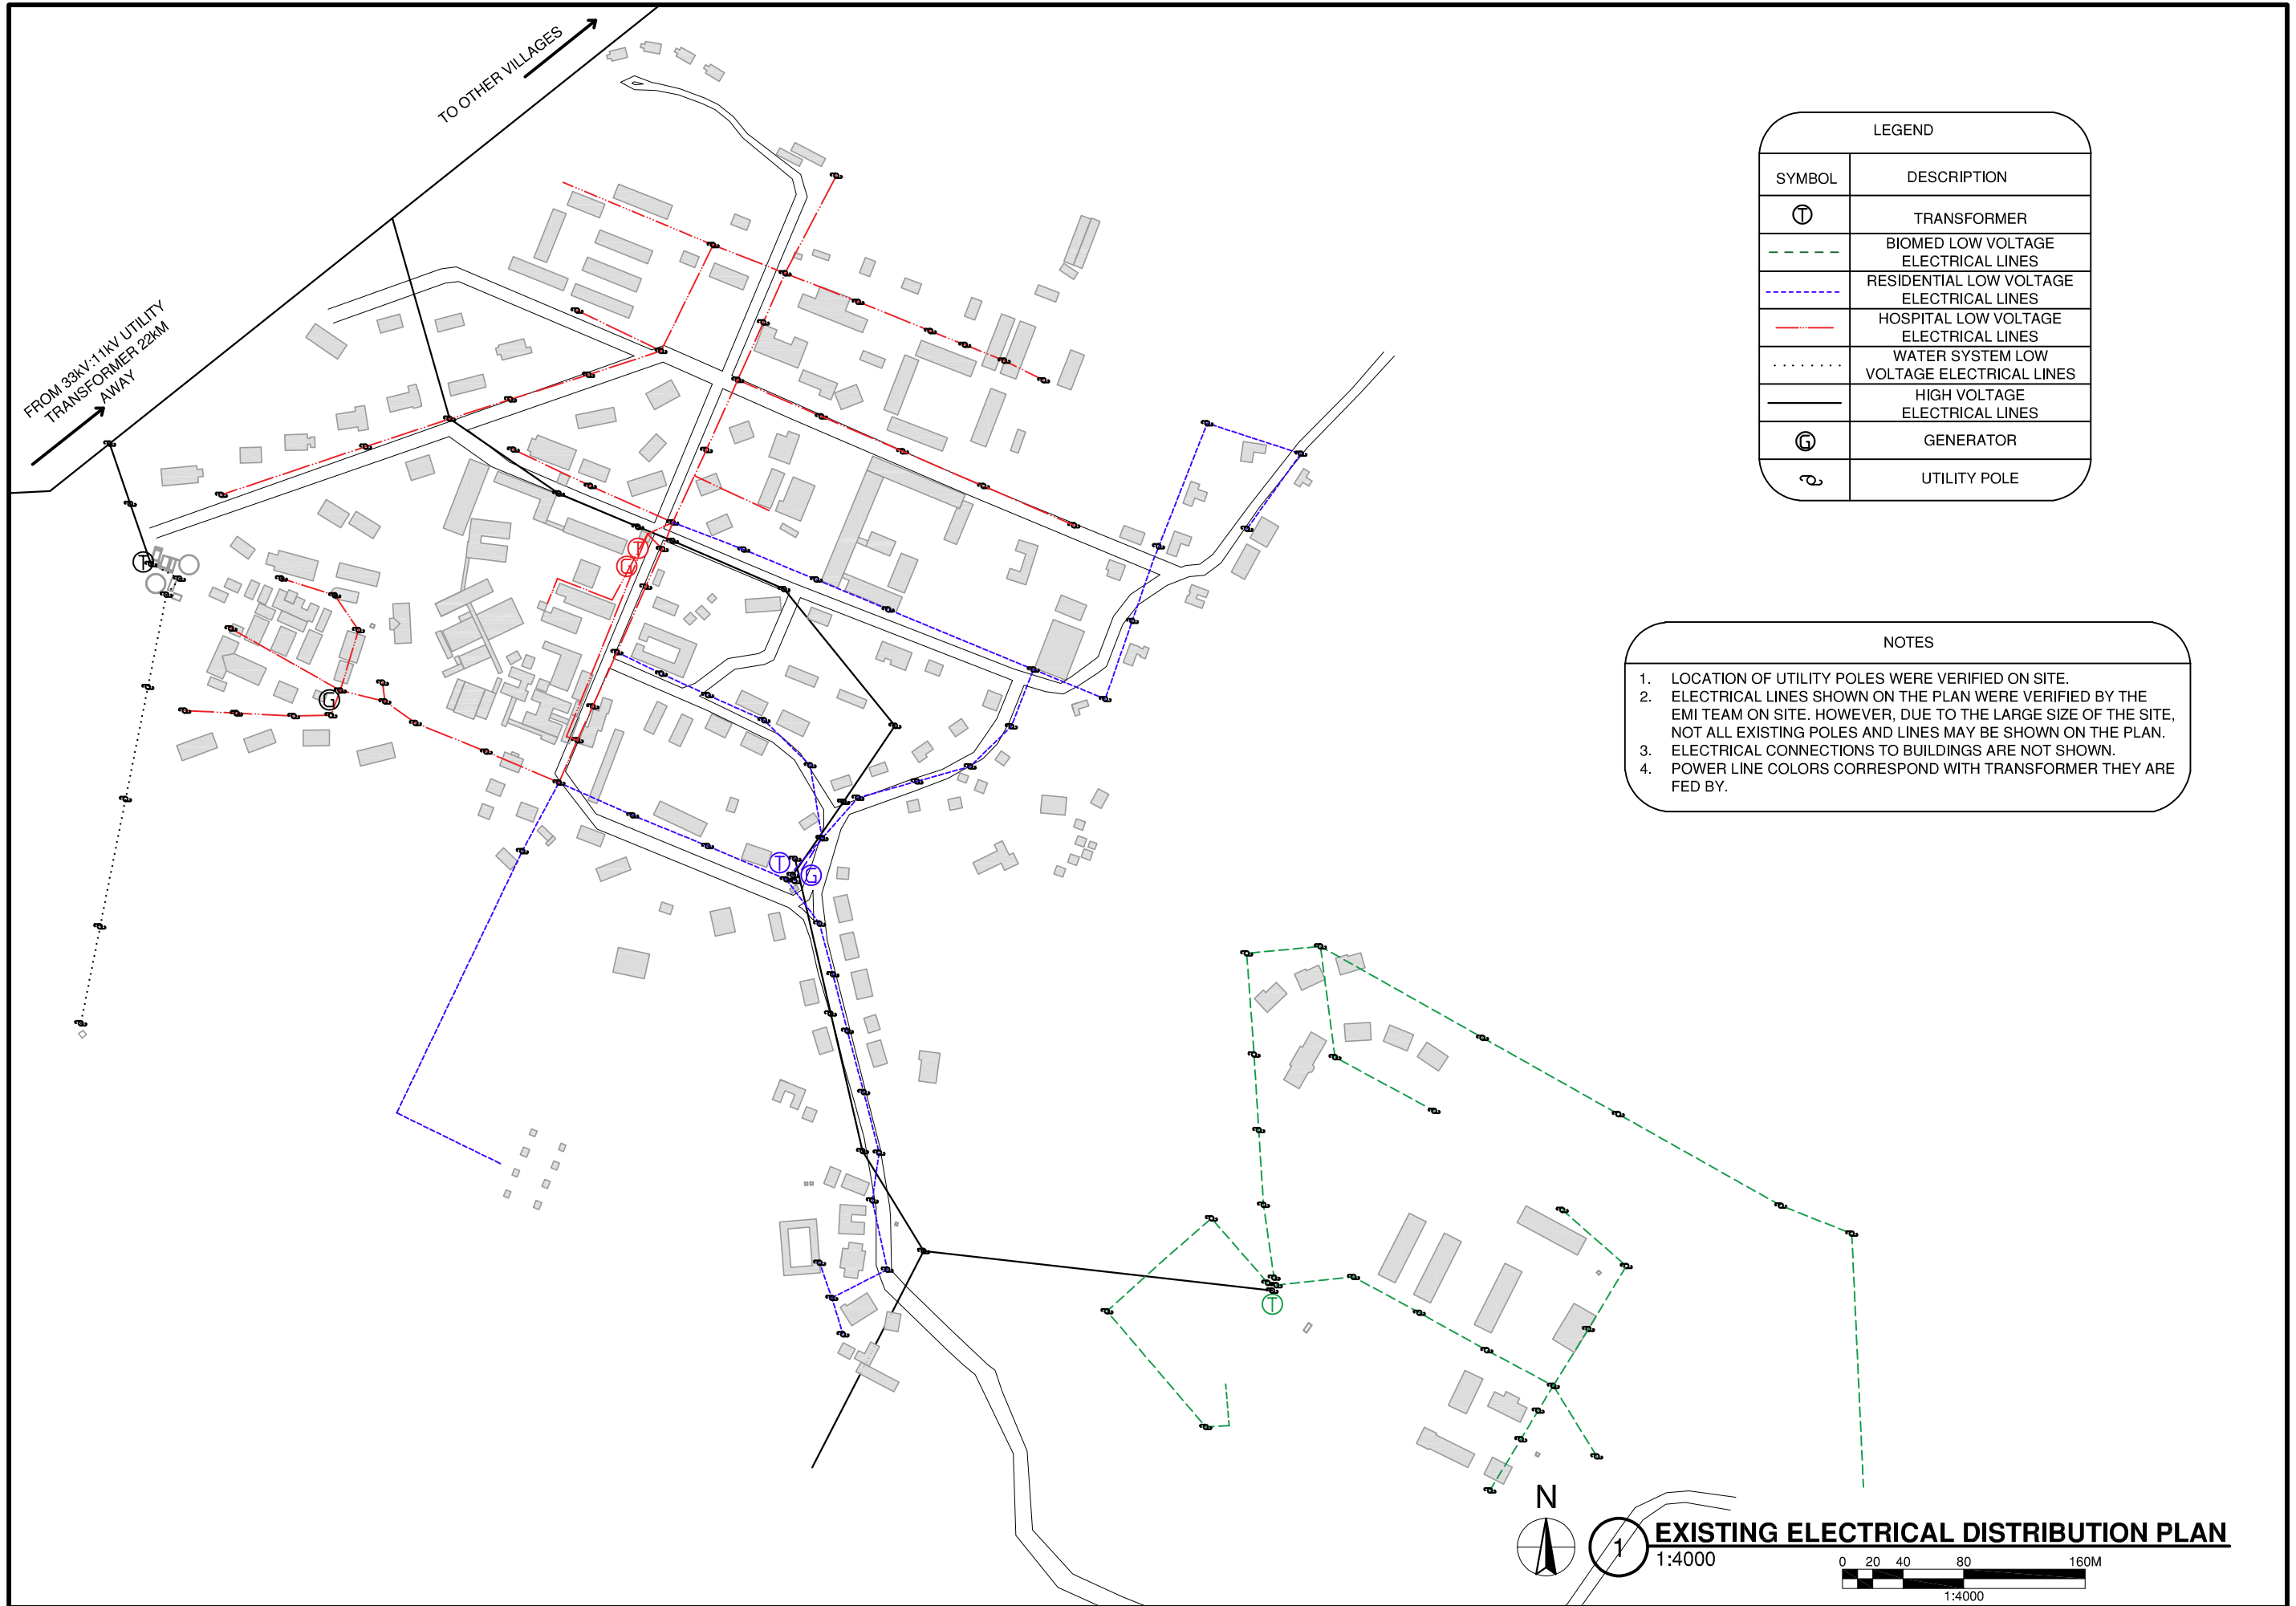 TO OTHER VILLAGES
FROM 33kV:11kV UTILITY
TRANSFORMER 22kM
AWAY
T
G
T
G
T
G
T
LEGEND
SYMBOL DESCRIPTION
T TRANSFORMER
BIOMED LOW VOLTAGE
ELECTRICAL LINES
RESIDENTIAL LOW VOLTAGE
ELECTRICAL LINES
HOSPITAL LOW VOLTAGE
ELECTRICAL LINES
WATER SYSTEM LOW
VOLTAGE ELECTRICAL LINES
HIGH VOLTAGE
ELECTRICAL LINES
G GENERATOR
UTILITY POLE
NOTES
1. LOCATION OF UTILITY POLES WERE VERIFIED ON SITE.
2. ELECTRICAL LINES SHOWN ON THE PLAN WERE VERIFIED BY THE
EMI TEAM ON SITE. HOWEVER, DUE TO THE LARGE SIZE OF THE SITE,
NOT ALL EXISTING POLES AND LINES MAY BE SHOWN ON THE PLAN.
3. ELECTRICAL CONNECTIONS TO BUILDINGS ARE NOT SHOWN.
4. POWER LINE COLORS CORRESPOND WITH TRANSFORMER THEY ARE
FED BY.
N
1 EXISTING ELECTRICAL DISTRIBUTION PLAN
1:4000
0 20 40 80 160M
1:4000